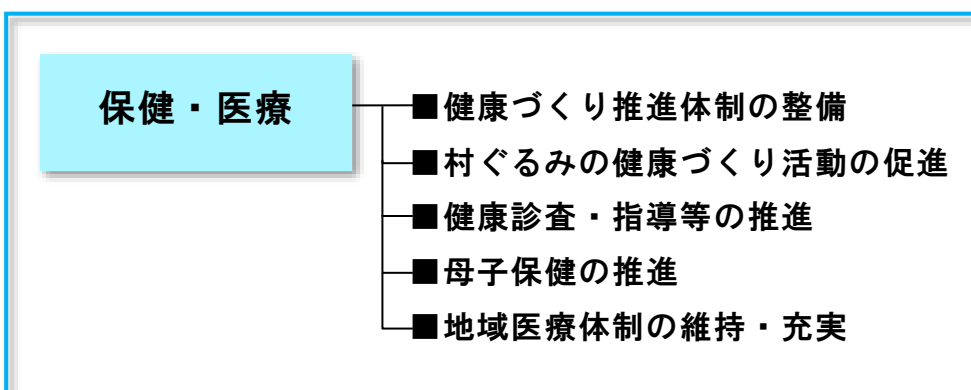 保健・医療
■健康づくり推進体制の整備
■村ぐるみの健康づくり活動の促進
■健康診査・指導等の推進
■母子保健の推進
■地域医療体制の維持・充実